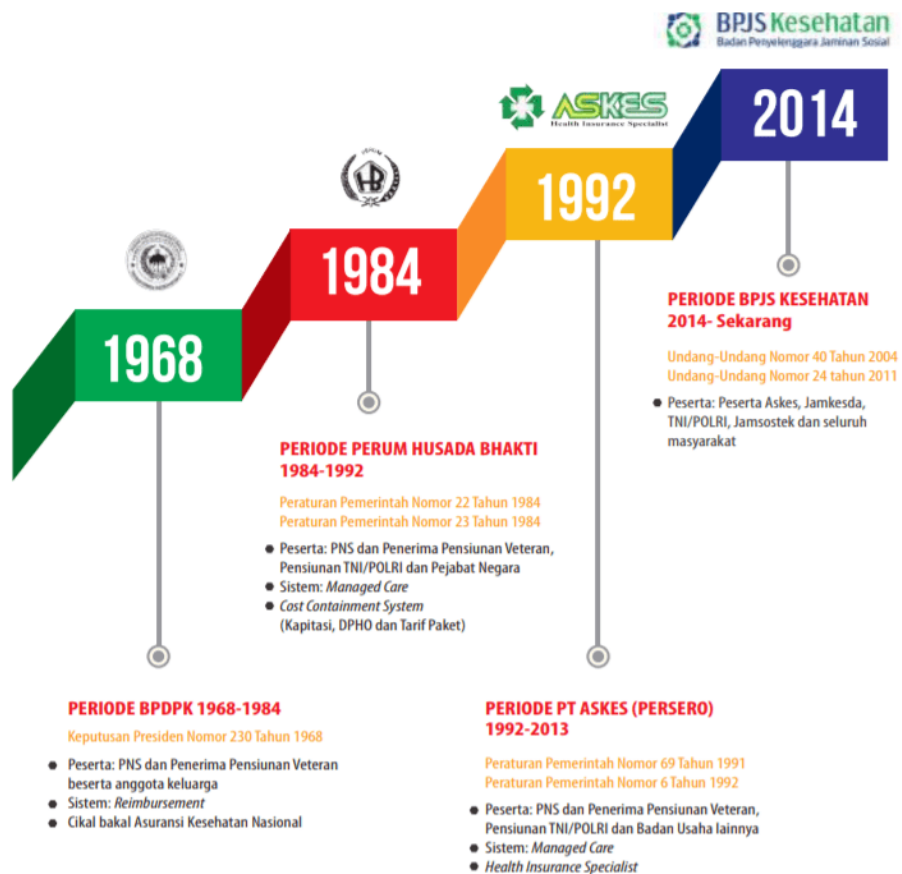 BPJS Kesehatan
Badan Penyelenggara Jaminan Sosial
2014
ASKES
Health Insurance Specialist
1992
1984
1968
PERIODE BPJS KESEHATAN
2014- Sekarang
Undang-Undang Nomor 40 Tahun 2004
Undang-Undang Nomor 24 tahun 2011
Peserta: Peserta Askes, Jamkesda,
TNI/POLRI, Jamsostek dan seluruh
masyarakat
PERIODE PERUM HUSADA BHAKTI
1984-1992
Peraturan Pemerintah Nomor 22 Tahun 1984
Peraturan Pemerintah Nomor 23 Tahun 1984
Peserta: PNS dan Penerima Pensiunan Veteran,
Pensiunan TNI/POLRI dan Pejabat Negara
Sistem: Managed Care
Cost Containment System
(Kapitasi, DPHO dan Tarif Paket)
PERIODE BPDPK 1968-1984
Keputusan Presiden Nomor 230 Tahun 1968
Peserta: PNS dan Penerima Pensiunan Veteran
beserta anggota keluarga
Sistem: Reimbursement
Cikal bakal Asuransi Kesehatan Nasional
PERIODE PT ASKES (PERSERO)
1992-2013
Peraturan Pemerintah Nomor 69 Tahun 1991
Peraturan Pemerintah Nomor 6 Tahun 1992
Peserta: PNS dan Penerima Pensiunan Veteran,
Pensiunan TNI/POLRI dan Badan Usaha lainnya
Sistem: Managed Care
Health Insurance Specialist